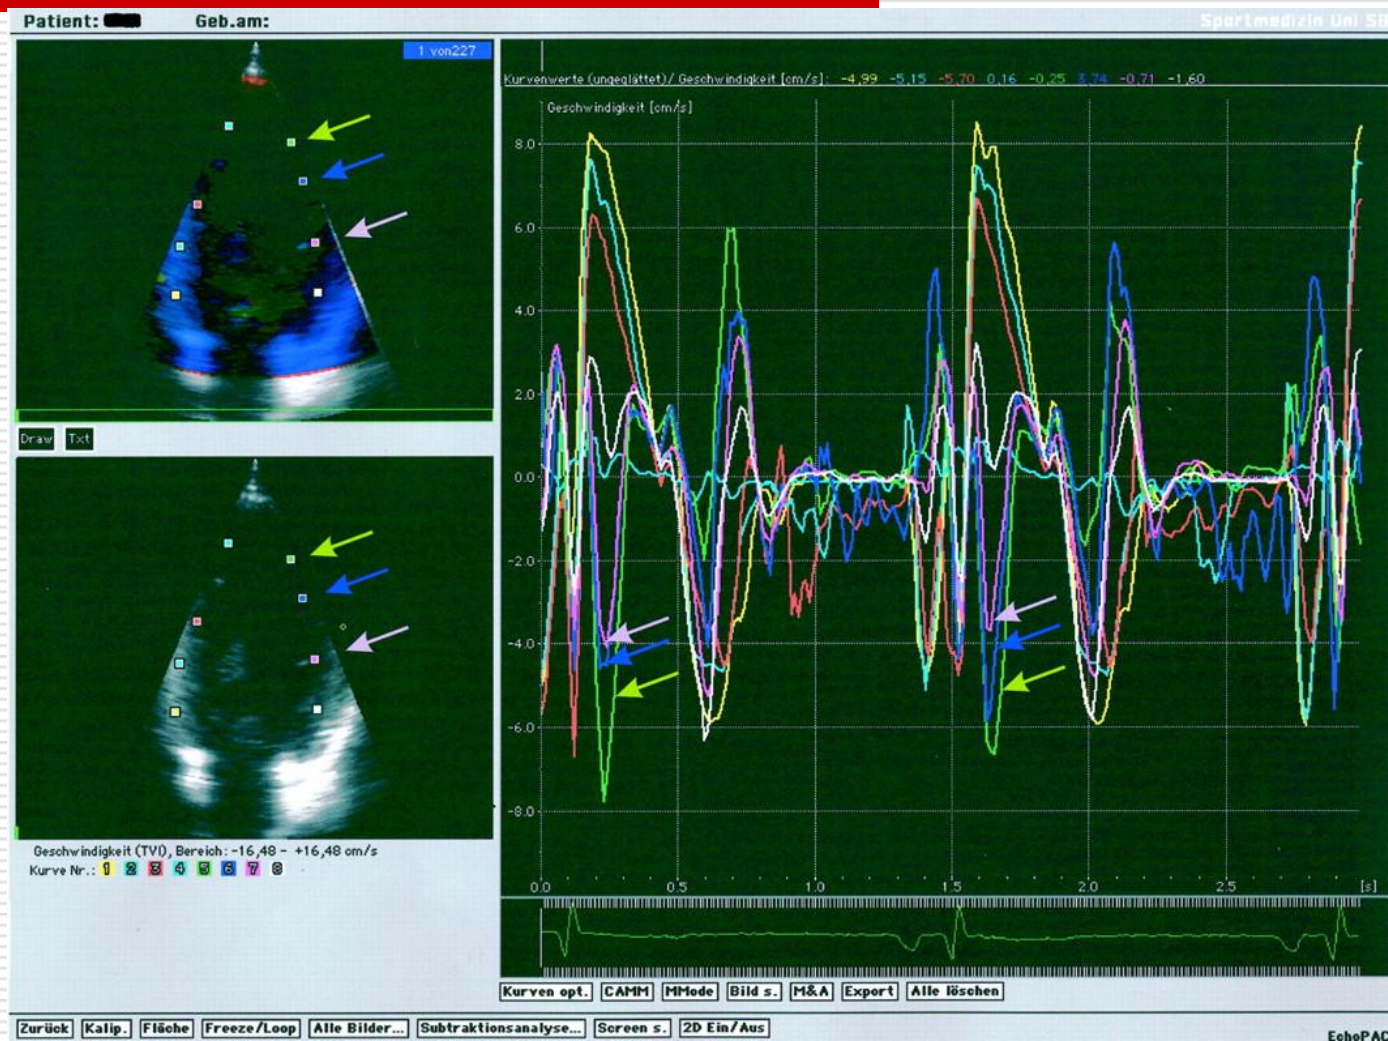 Patient: Geb.am: Sportmedizin Uni SB
1 von227
Kurvenwerte (ungeglättet)/ Geschwindigkeit [cm/s]: -4,99 -5,15 -5,70 0,16 -0,25 3,74 -0,71 -1,60
Geschwindigkeit [cm/s]
8.0
6.0
4.0
2.0
0.0
-2.0
-4.0
-6.0
-8.0
0.0 0.5 1.0 1.5 2.0 2.5 [s]
Draw Txt
Geschwindigkeit (TVI), Bereich: -16,48 - +16,48 cm/s
Kurve Nr.: 1 2 3 4 5 6 7 8
Kurven opt. CAMM MMode Bild s. M&A Export Alle löschen
Zurück Kalip. Fläche Freeze/Loop Alle Bilder... Subtraktionsanalyse... Screen s. 2D Ein/Aus
EchoPAC